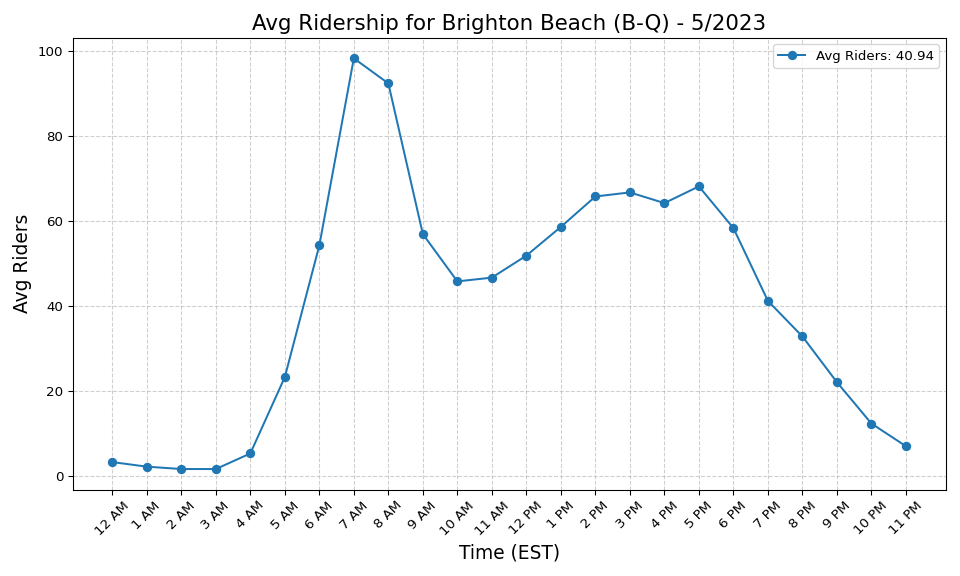 Avg Ridership for Brighton Beach (B-Q) - 5/2023
Avg Riders: 40.94
Avg Riders
100
80
60
40
20
0
12 AM
1 AM
2 AM
3 AM
4 AM
5 AM
6 AM
7 AM
8 AM
9 AM
10 AM
11 AM
12 PM
1 PM
2 PM
3 PM
4 PM
5 PM
6 PM
7 PM
8 PM
9 PM
10 PM
11 PM
Time (EST)